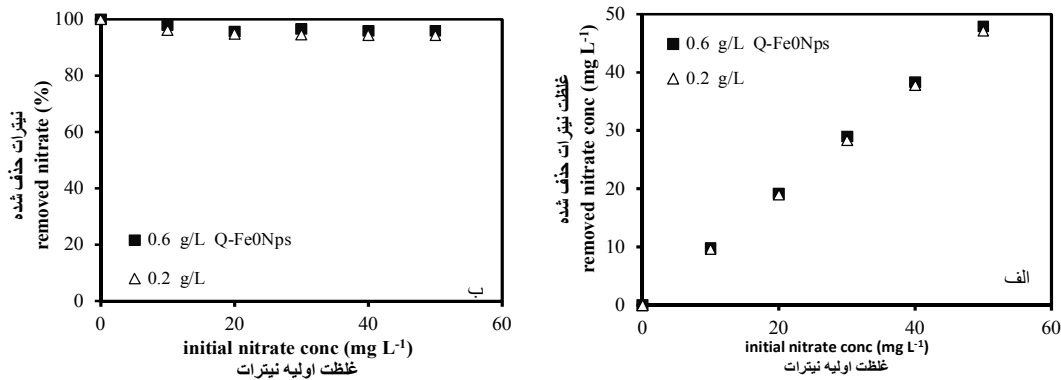 100
80
60
40
20
0
نیترات حذف شده
removed nitrate (%)
0.6 g/L Q-Fe0Nps
0.2 g/L
ب
0 20 40 60
initial nitrate conc (mg L-1)
غلظت اولیه نیترات
50
40
30
20
10
0
غلظت نیترات حذف شده
removed nitrate conc (mg L-1)
0.6 g/L Q-Fe0Nps
0.2 g/L
الف
0 20 40 60
initial nitrate conc (mg L-1)
غلظت اولیه نیترات